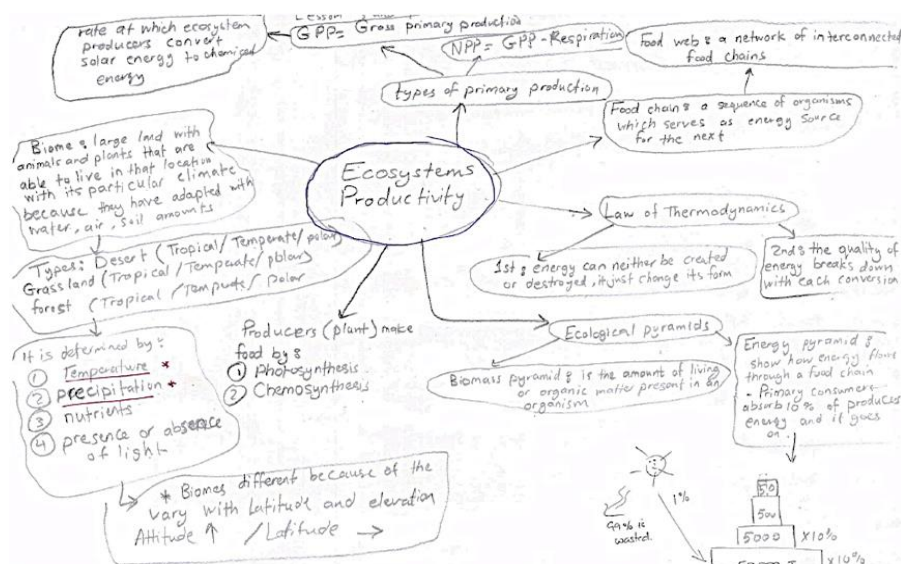 Lesson
GPP= Gross primary production
rate at which ecosystem
producers convert
solar energy to chemical
energy
NPP = GPP-Respiration
types of primary production
Food web: a network of interconnected
food chains
Food chain: a sequence of organisms
which serves as energy source
for the next
Ecosystems
Productivity
Biome: large land with
animals and plants that are
able to live in that location
with its particular climate
because they have adapted with
water, air, soil amounts
Types: Desert (Tropical/Temperate/polar)
Grassland (Tropical/Temperate/polar)
forest (Tropical/Temperate/polar
It is determined by:
① Temperature *
② precipitation *
③ nutrients
④ presence or absence
of light
* Biomes different because of the
vary with Latitude and elevation
Altitude ↑ /Latitude →
Producers (plant) make
food by:
① Photosynthesis
② Chemosynthesis
Law of Thermodynamics
1st: energy can neither be created
or destroyed, it just change its form
2nd: the quality of
energy breaks down
with each conversion
Ecological pyramids
Biomass pyramid: is the amount of living
or organic matter present in an
organism
Energy pyramid:
show how energy flows
through a food chain
- Primary consumers
absorb 10% of produces
energy and it goes
on.
1%
99% is
wasted.
50
500
5000 X10%
X10%